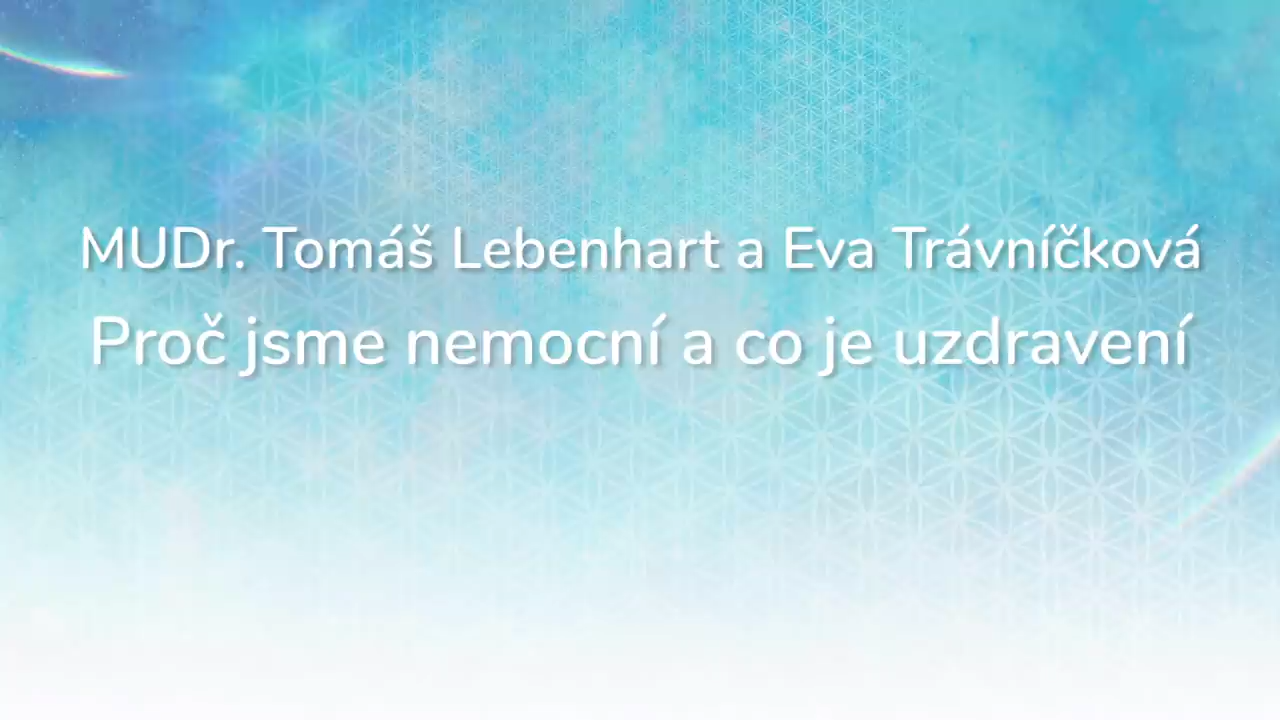 MUDr. Tomáš Lebenhart a Eva Trávníčková
Proč jsme nemocní a co je uzdravení